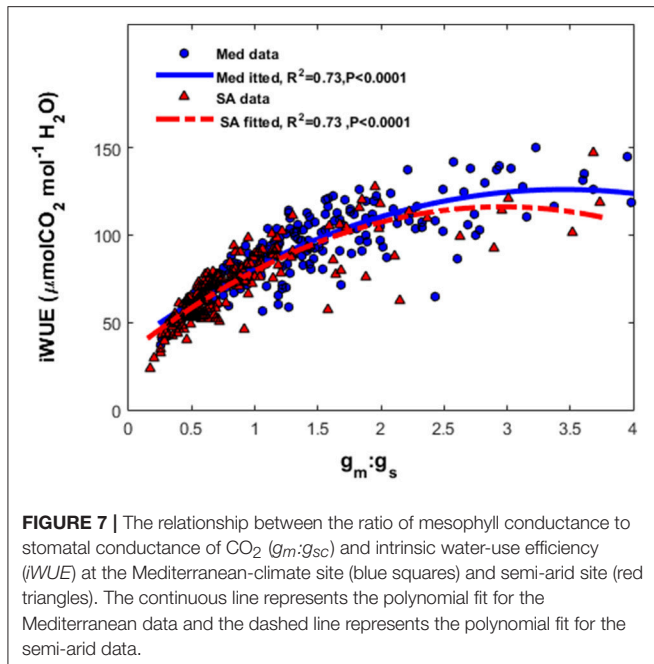 Med data
Med itted, R²=0.73,P<0.0001
SA data
SA fitted, R²=0.73 ,P<0.0001
iWUE (μmolCO₂ mol⁻¹ H₂O)
150
100
50
0
0 0.5 1 1.5 2 2.5 3 3.5 4
gₘ:gₛ
FIGURE 7 | The relationship between the ratio of mesophyll conductance to
stomatal conductance of CO₂ (gₘ:gₛc) and intrinsic water-use efficiency
(iWUE) at the Mediterranean-climate site (blue squares) and semi-arid site (red
triangles). The continuous line represents the polynomial fit for the
Mediterranean data and the dashed line represents the polynomial fit for the
semi-arid data.